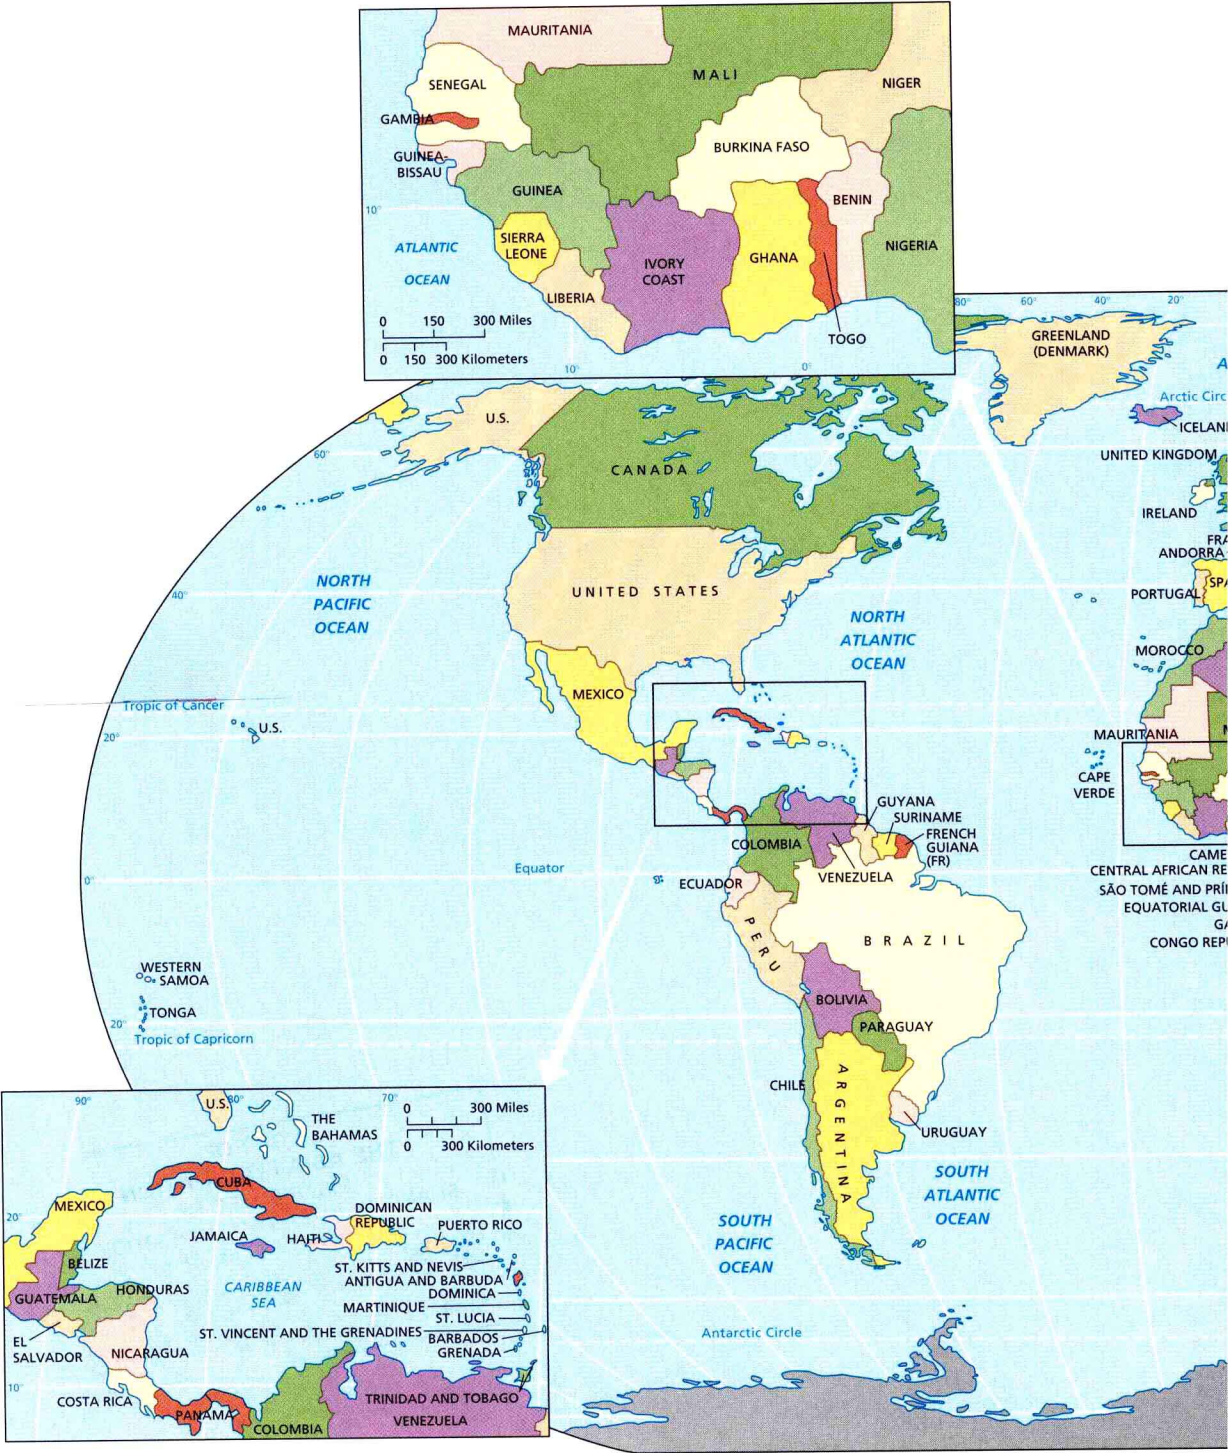 MAURITANIA
MALI
SENEGAL
NIGER
GAMBIA
BURKINA FASO
GUINEA-
BISSAU
GUINEA
BENIN
10°
SIERRA
LEONE
ATLANTIC
OCEAN
IVORY
COAST
GHANA
NIGERIA
LIBERIA
0 150 300 Miles
0 150 300 Kilometers
TOGO
10°
0°
80°
60°
40°
20°
GREENLAND
(DENMARK)
A
Arctic Circ
U.S.
ICELAN
60°
CANADA
UNITED KINGDOM
IRELAND
FRA
ANDORRA
NORTH
PACIFIC
OCEAN
40°
UNITED STATES
PORTUGAL
SPA
NORTH
ATLANTIC
OCEAN
MOROCCO
MEXICO
Tropic of Cancer
U.S.
20°
MAURITANIA
M
CAPE
VERDE
GUYANA
SURINAME
FRENCH
GUIANA
(FR)
COLOMBIA
VENEZUELA
Equator
0°
ECUADOR
CAME
CENTRAL AFRICAN RE
SÃO TOMÉ AND PRÍ
EQUATORIAL GU
GA
CONGO REP
PERU
BRAZIL
WESTERN
SAMOA
TONGA
BOLIVIA
20°
PARAGUAY
Tropic of Capricorn
CHILE
ARGENTINA
URUGUAY
SOUTH
ATLANTIC
OCEAN
SOUTH
PACIFIC
OCEAN
Antarctic Circle
90°
U.S.
80°
70°
0 300 Miles
0 300 Kilometers
THE
BAHAMAS
CUBA
MEXICO
20°
DOMINICAN
REPUBLIC
PUERTO RICO
JAMAICA
HAITI
BELIZE
ST. KITTS AND NEVIS
ANTIGUA AND BARBUDA
DOMINICA
GUATEMALA
HONDURAS
CARIBBEAN
SEA
MARTINIQUE
ST. LUCIA
ST. VINCENT AND THE GRENADINES
BARBADOS
GRENADA
EL
SALVADOR
NICARAGUA
10°
COSTA RICA
PANAMA
TRINIDAD AND TOBAGO
COLOMBIA
VENEZUELA